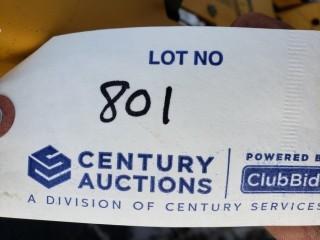 LOT NO
801
CENTURY AUCTIONS
POWERED B
ClubBid
A DIVISION OF CENTURY SERVICES